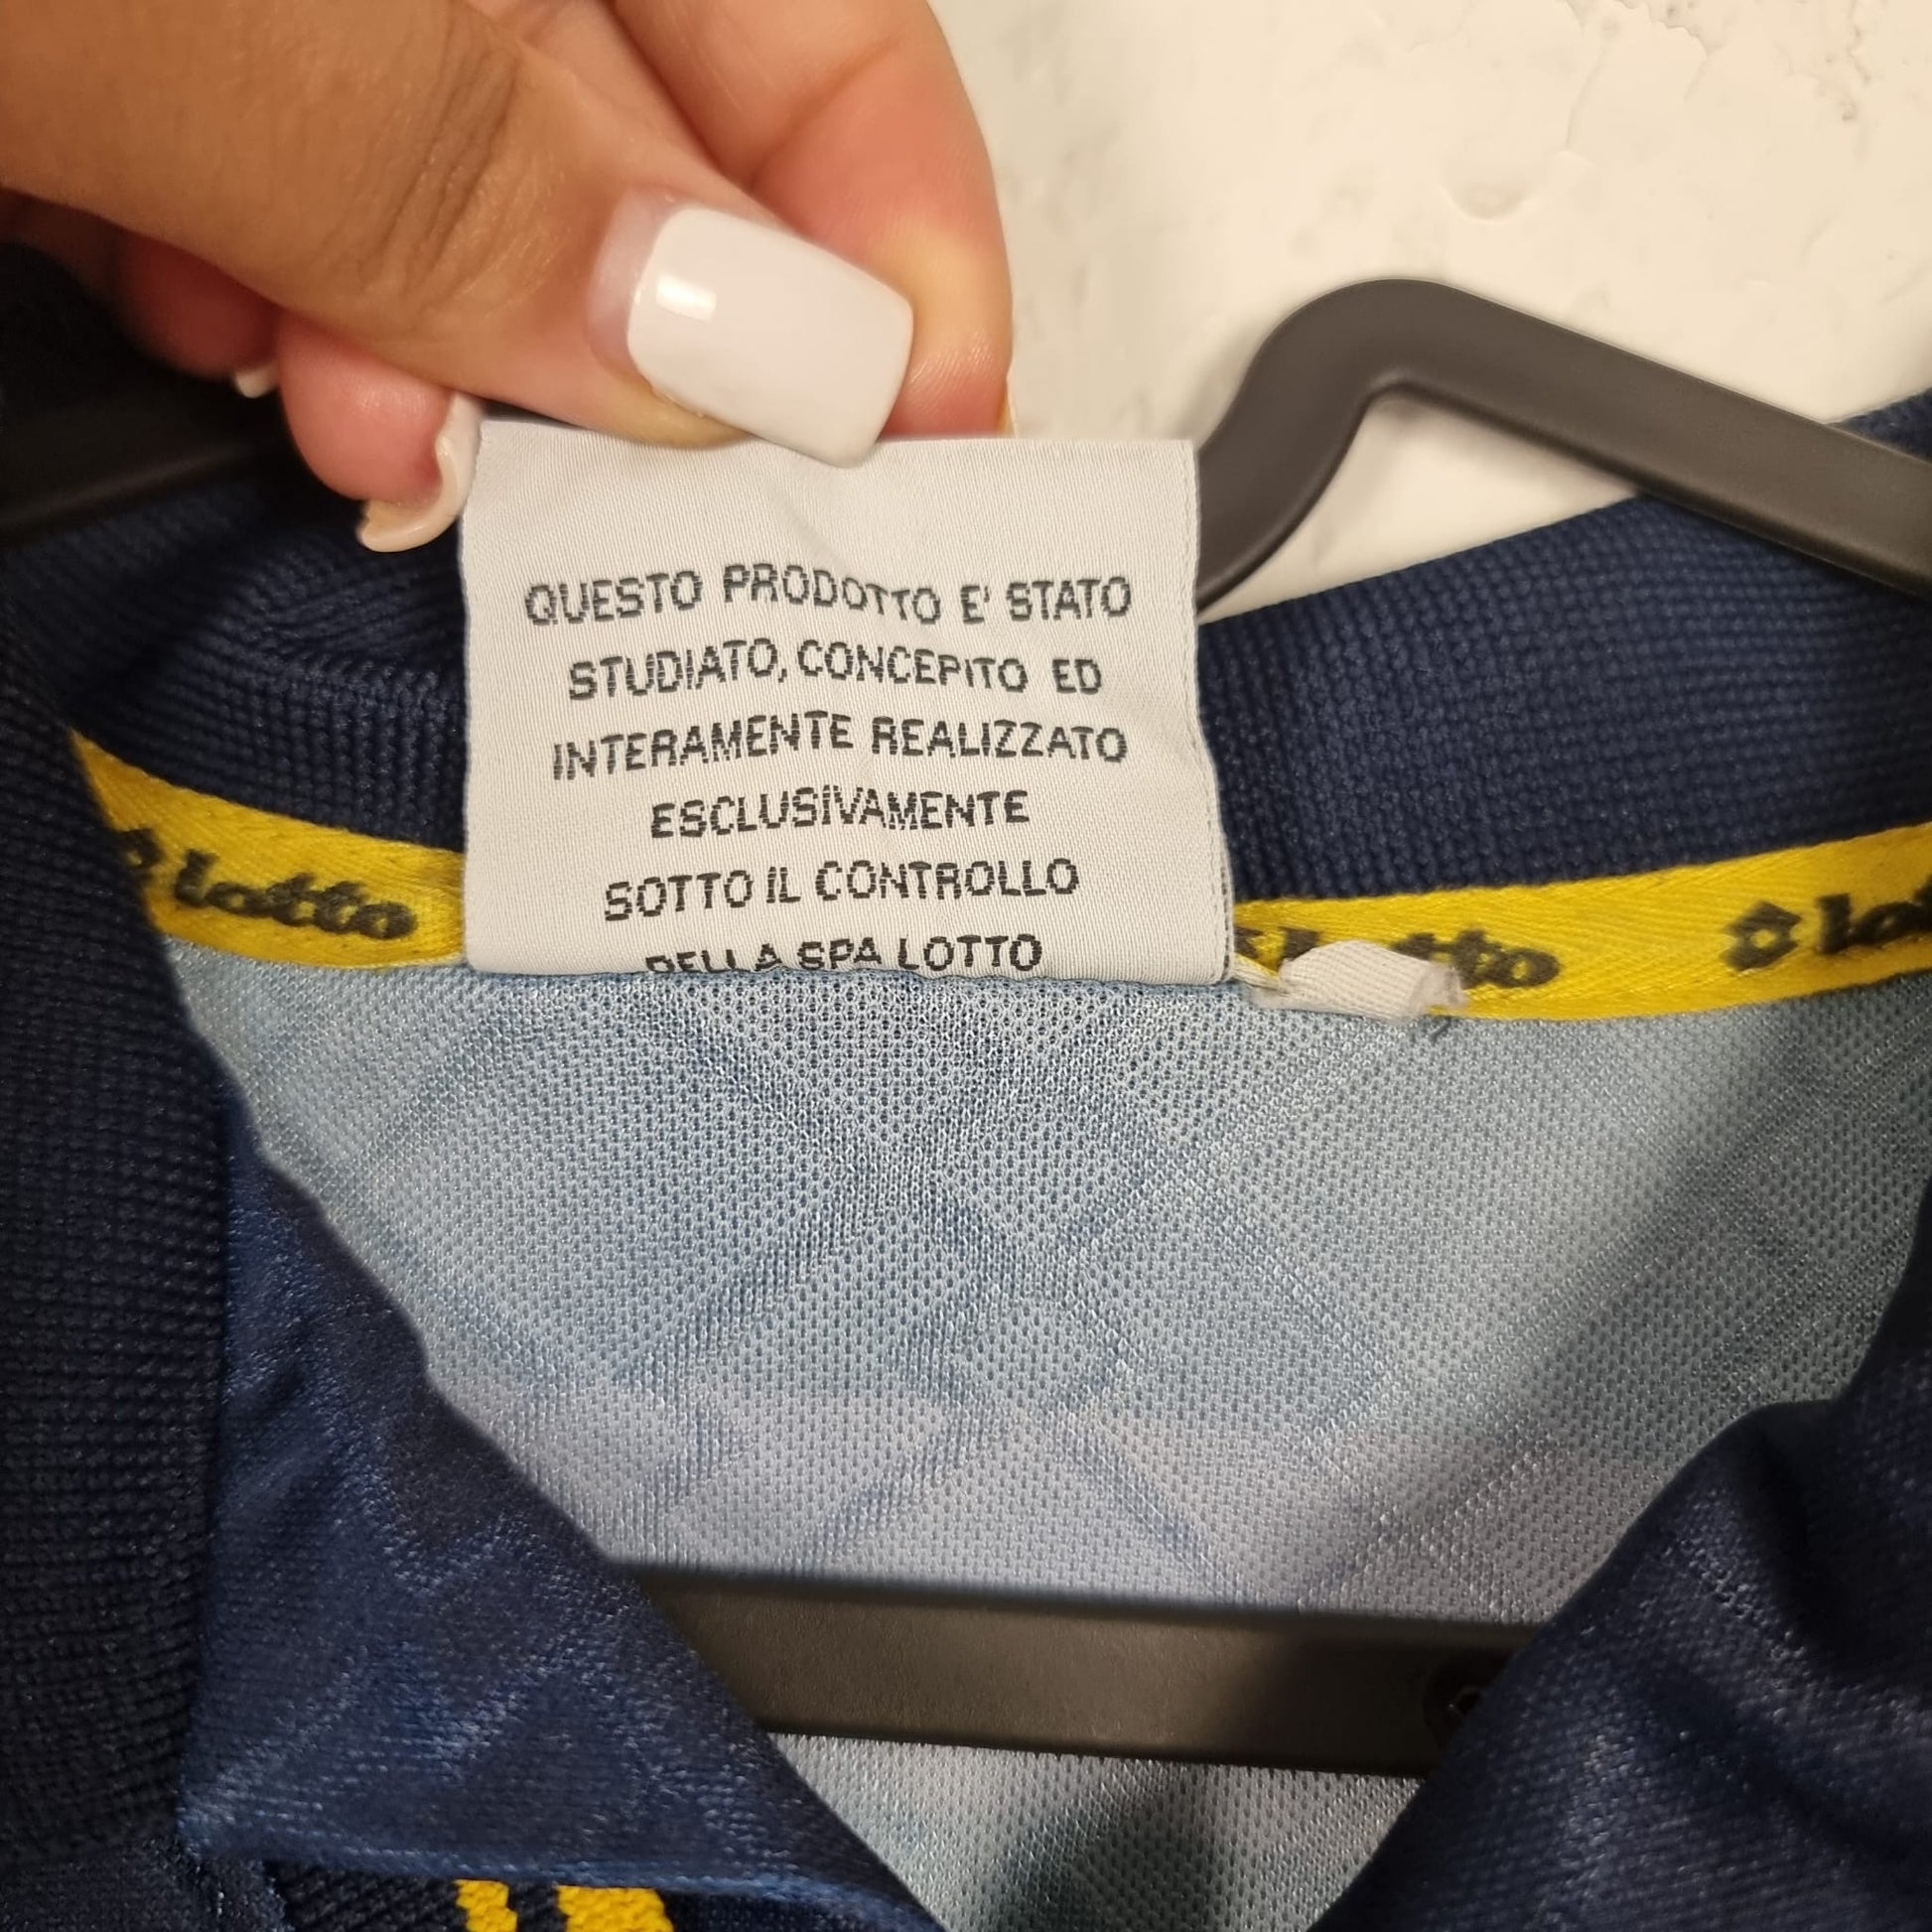 QUESTO PRODOTTO E' STATO
STUDIATO, CONCEPITO ED
INTERAMENTE REALIZZATO
ESCLUSIVAMENTE
SOTTO IL CONTROLLO
DELLA SPA LOTTO
lotto
lotto